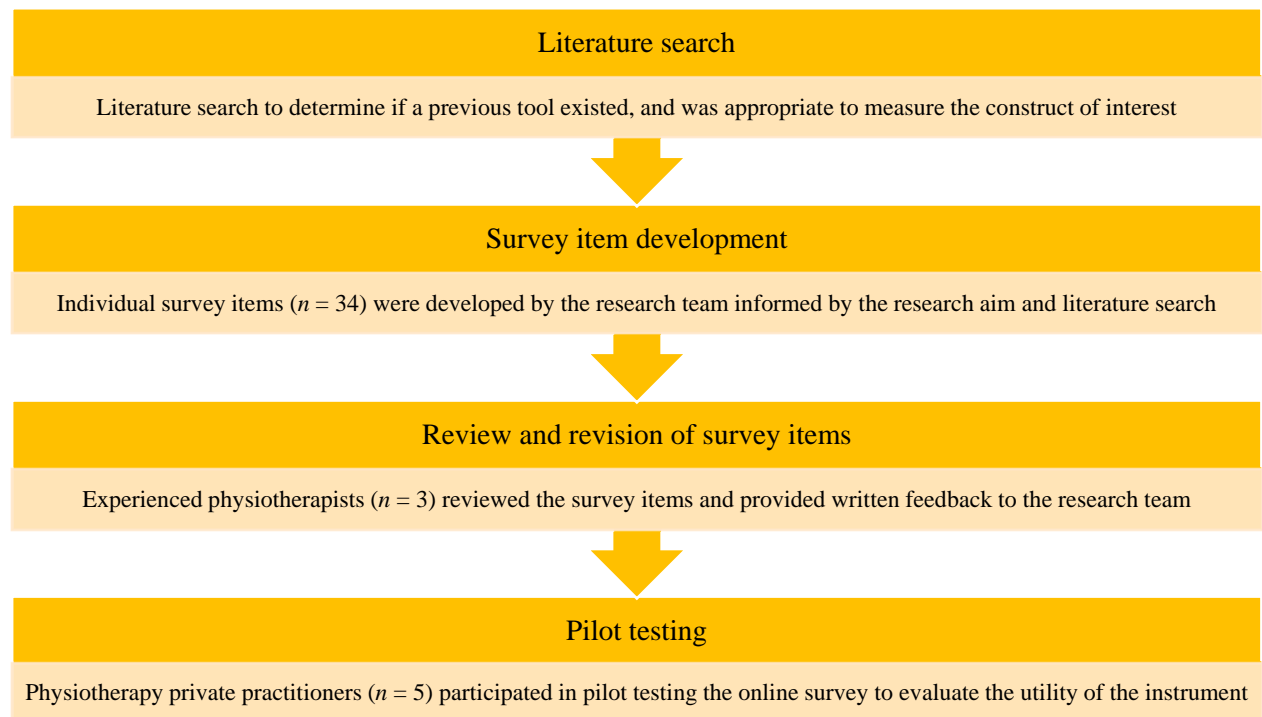 Literature search
Literature search to determine if a previous tool existed, and was appropriate to measure the construct of interest
Survey item development
Individual survey items (n = 34) were developed by the research team informed by the research aim and literature search
Review and revision of survey items
Experienced physiotherapists (n = 3) reviewed the survey items and provided written feedback to the research team
Pilot testing
Physiotherapy private practitioners (n = 5) participated in pilot testing the online survey to evaluate the utility of the instrument